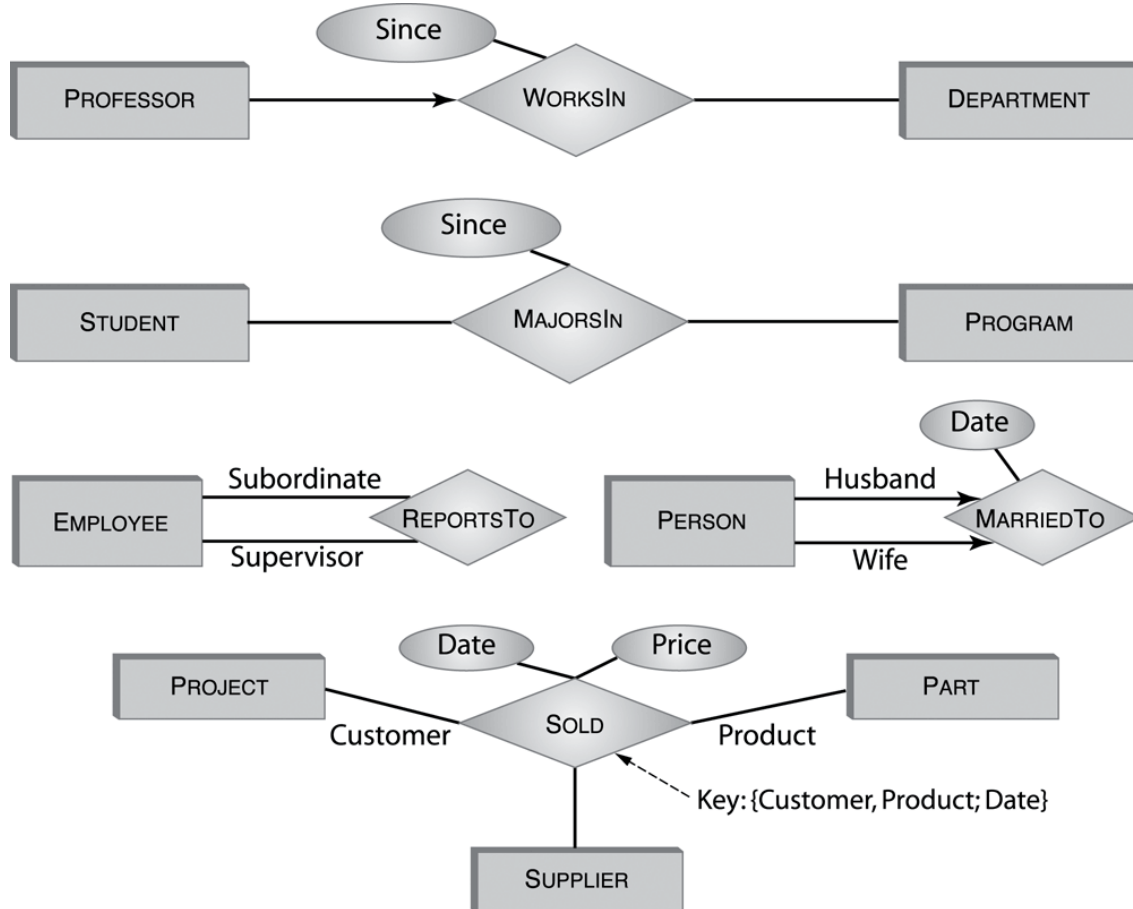 Since
PROFESSOR
WORKSIN
DEPARTMENT
Since
STUDENT
MAJORSIN
PROGRAM
Date
Subordinate
EMPLOYEE
REPORTSTO
Supervisor
Husband
PERSON
MARRIEDTO
Wife
Date
Price
PROJECT
PART
Customer
SOLD
Product
Key: {Customer, Product; Date}
SUPPLIER